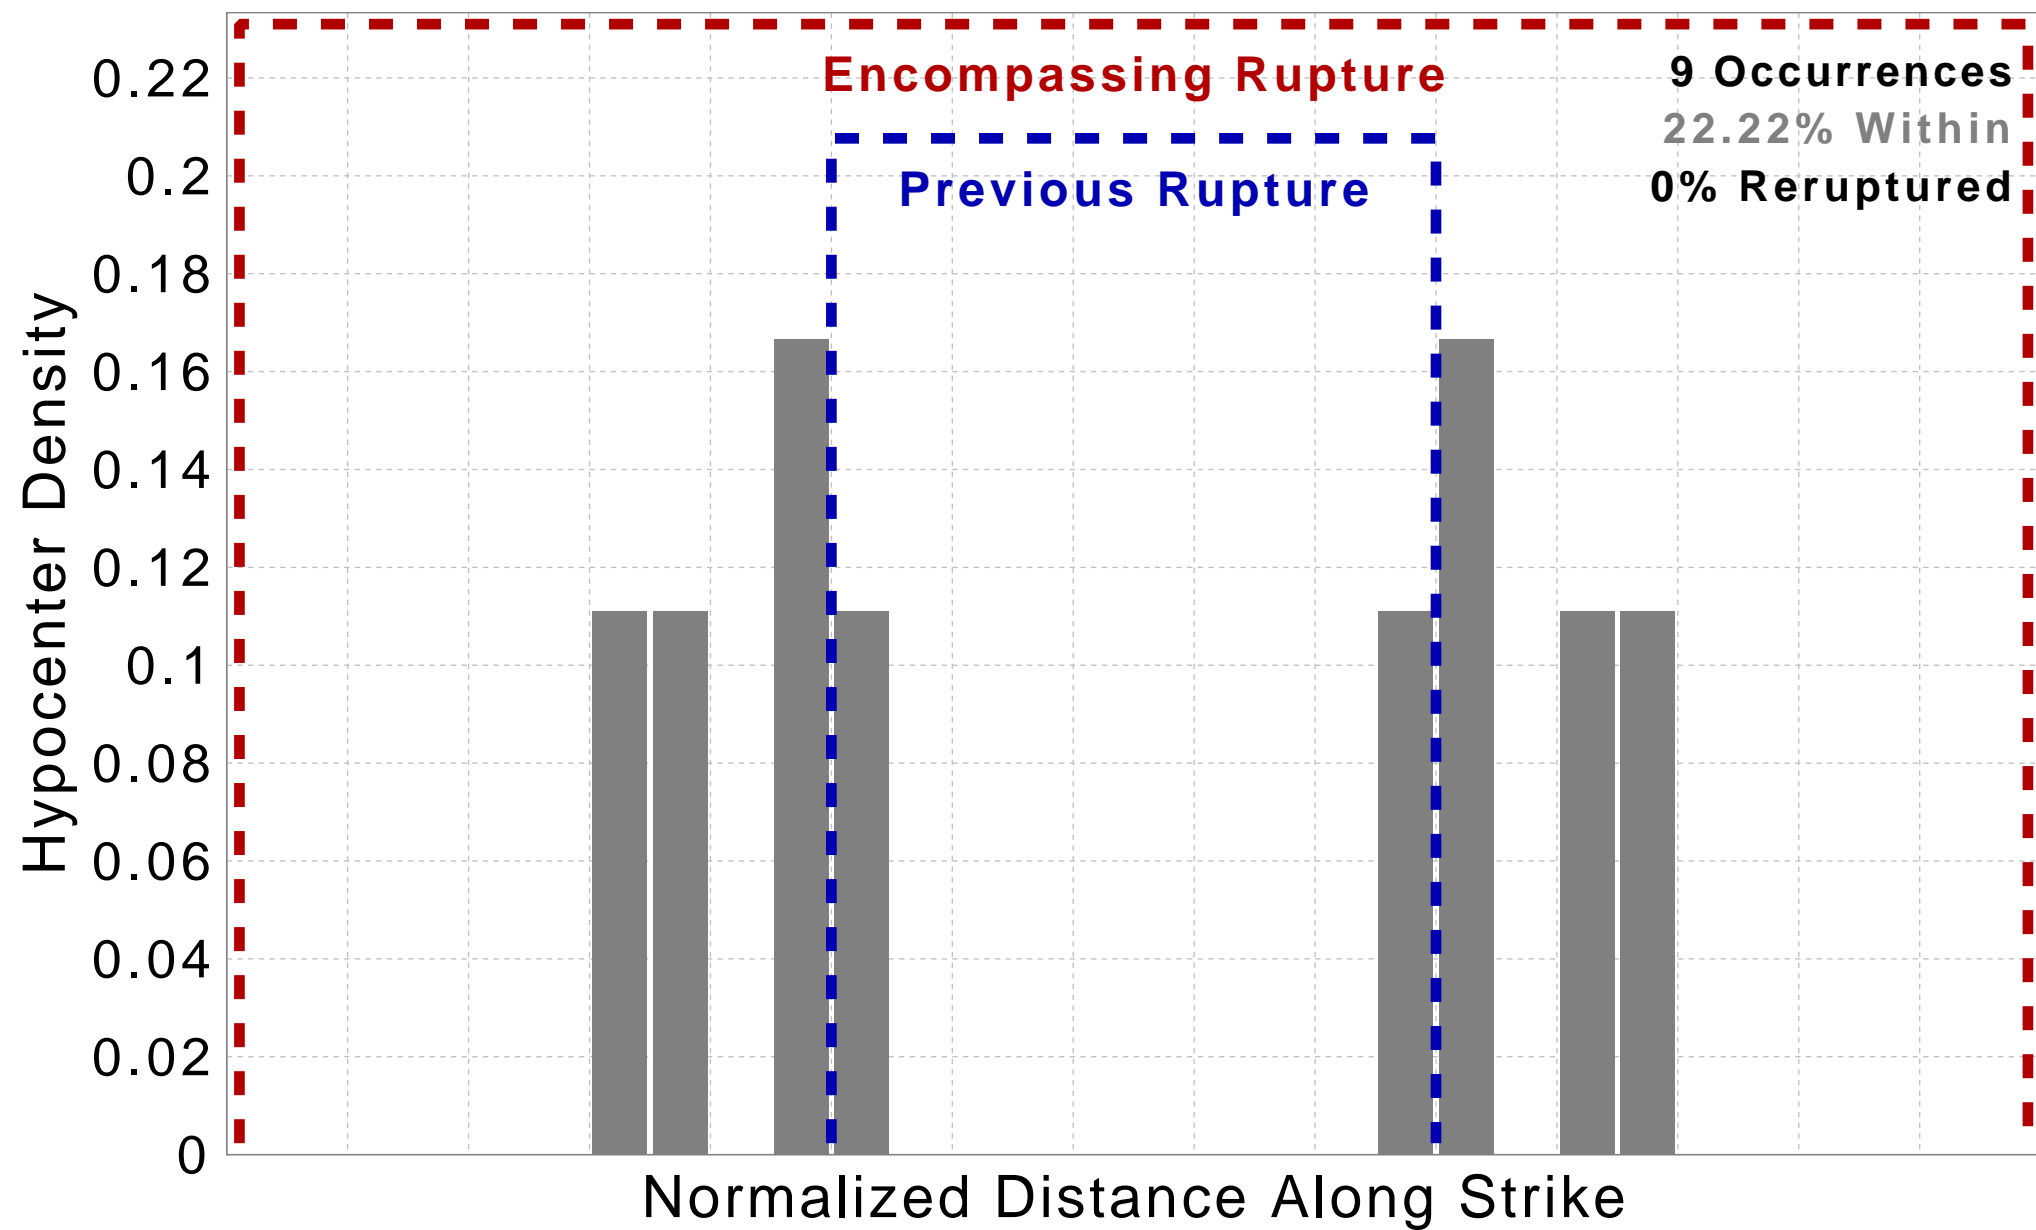 Encompassing Rupture
9 Occurrences
22.22% Within
Previous Rupture
0% Reruptured
Hypocenter Density
0.22
0.2
0.18
0.16
0.14
0.12
0.1
0.08
0.06
0.04
0.02
0
Normalized Distance Along Strike